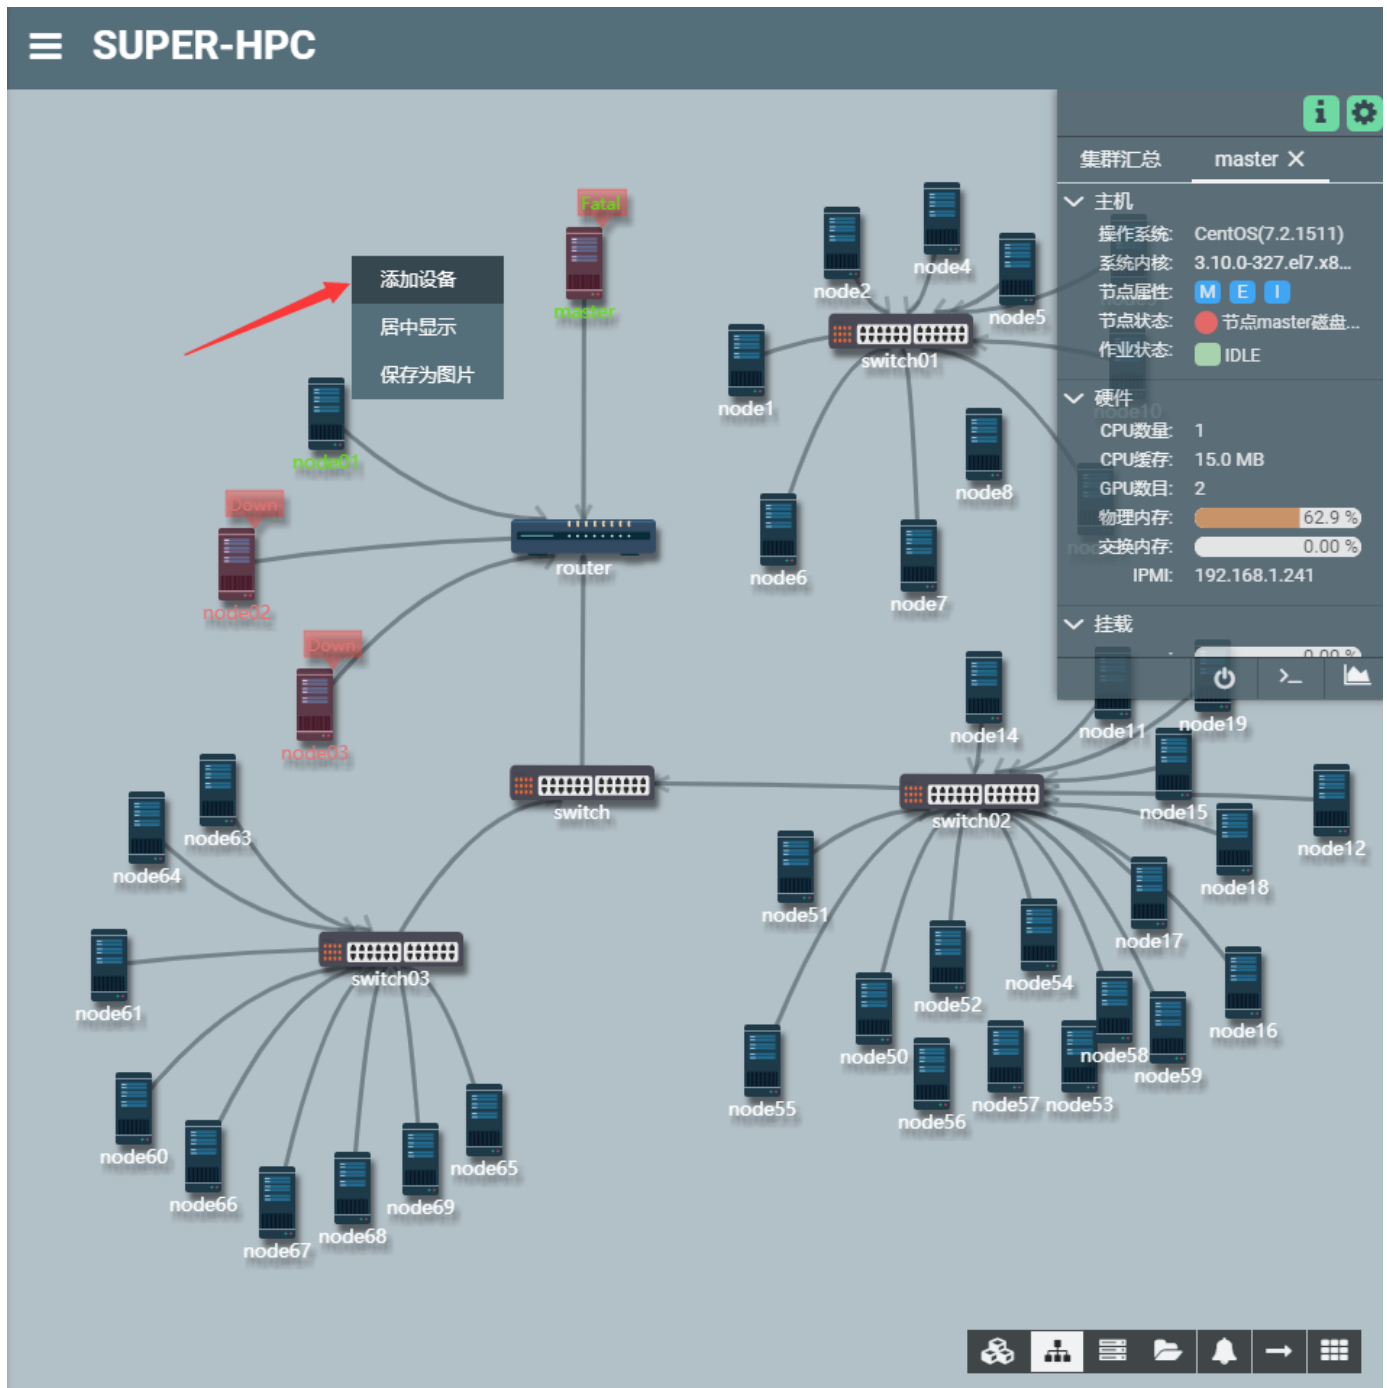 SUPER-HPC
集群汇总
master
主机
操作系统: CentOS(7.2.1511)
系统内核: 3.10.0-327.el7.x8...
节点属性: M E I
节点状态: 节点master磁盘...
作业状态: IDLE
硬件
CPU数量: 1
CPU缓存: 15.0 MB
GPU数目: 2
物理内存: 62.9 %
交换内存: 0.00 %
IPMI: 192.168.1.241
挂载
0.00 %
添加设备
居中显示
保存为图片
Fatal
master
node01
Down
node02
Down
node03
router
switch
node2
node4
node5
switch01
node1
node10
node8
node6
node7
node14
node11
node19
node15
node12
switch02
node18
node51
node17
node54
node52
node16
node50
node58
node59
node55
node56
node57
node53
node63
node64
switch03
node61
node60
node66
node67
node68
node69
node65